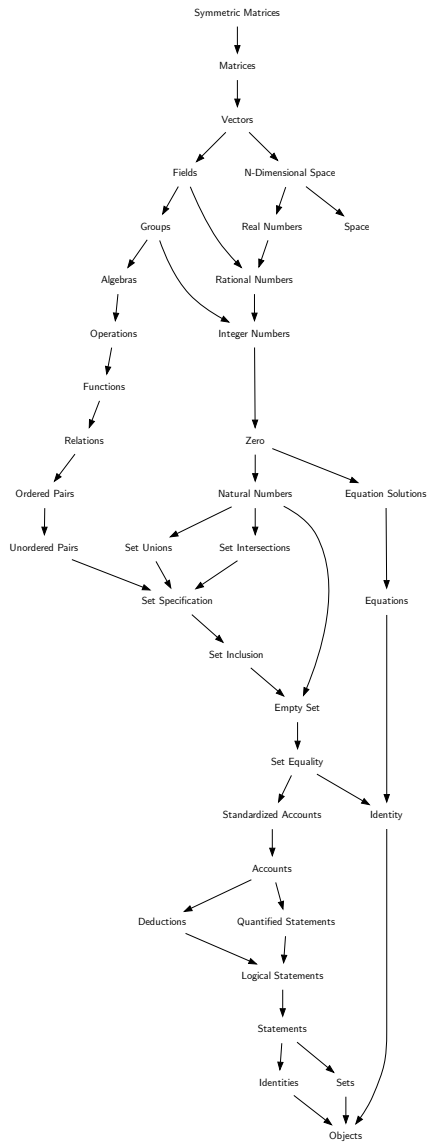 Symmetric Matrices
Matrices
Vectors
Fields
N-Dimensional Space
Groups
Real Numbers
Space
Algebras
Rational Numbers
Operations
Integer Numbers
Functions
Relations
Zero
Ordered Pairs
Natural Numbers
Equation Solutions
Unordered Pairs
Set Unions
Set Intersections
Set Specification
Equations
Set Inclusion
Empty Set
Set Equality
Standardized Accounts
Identity
Accounts
Deductions
Quantified Statements
Logical Statements
Statements
Identities
Sets
Objects